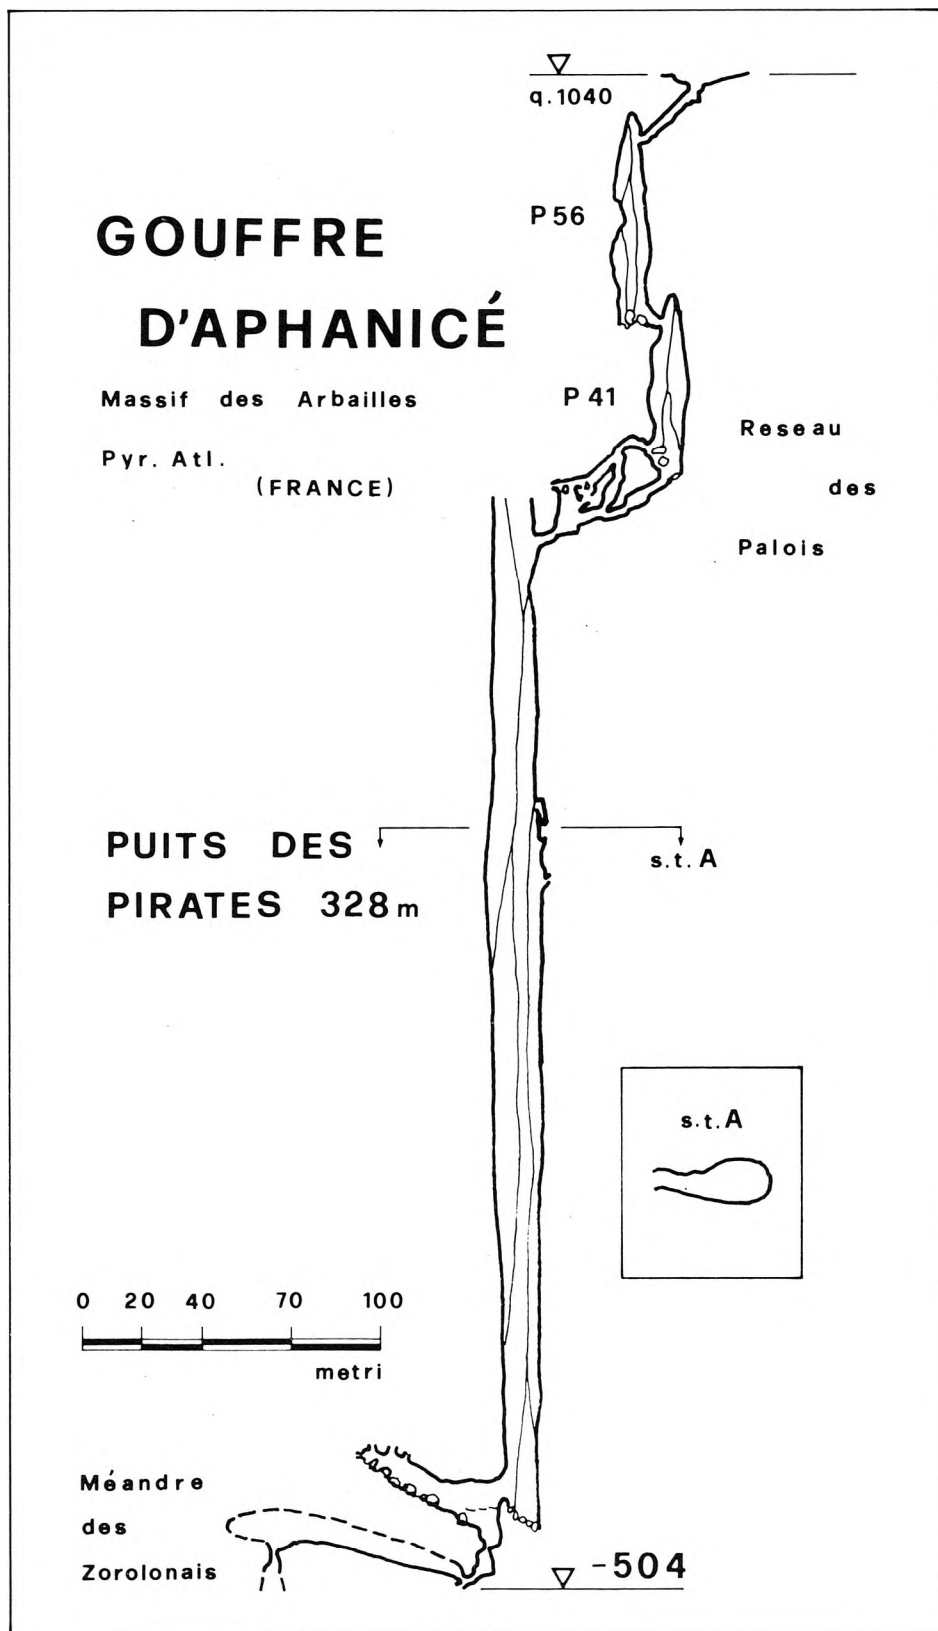 q.1040
P 56
GOUFFRE
D'APHANICÉ
Massif des Arbailles
Pyr. Atl.
(FRANCE)
P 41
Reseau
des
Palois
PUITS DES
PIRATES 328m
s.t. A
s.t. A
0 20 40 70 100
metri
Méandre
des
Zorolonais
-504